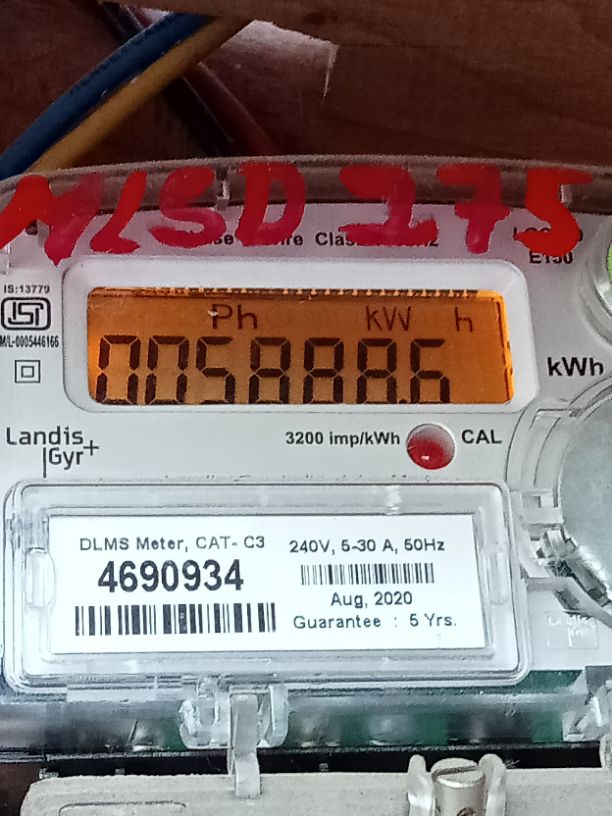 MLSD 275
E150
IS:13779
M/L-0005446166
Ph kW h
005888.6
kWh
Landis
Gyr+
3200 imp/kWh CAL
DLMS Meter, CAT- C3
4690934
240V, 5-30 A, 50Hz
Aug, 2020
Guarantee : 5 Yrs.